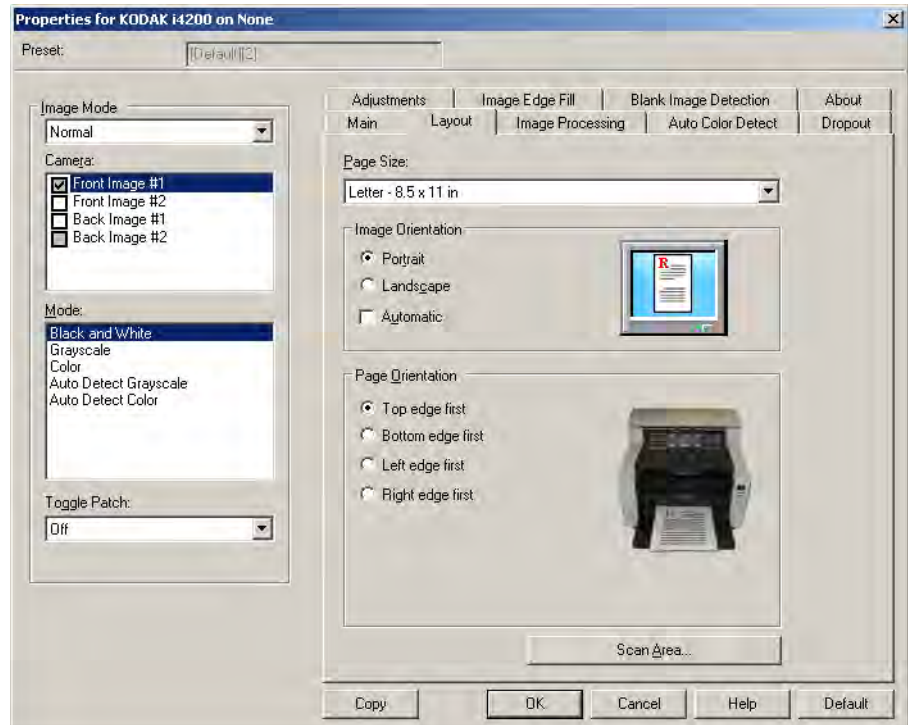 Properties for KODAK i4200 on None
Preset:
[Default][2]
Image Mode
Normal
Camera:
Front Image #1
Front Image #2
Back Image #1
Back Image #2
Mode:
Black and White
Grayscale
Color
Auto Detect Grayscale
Auto Detect Color
Toggle Patch:
Off
Adjustments
Image Edge Fill
Blank Image Detection
About
Main
Layout
Image Processing
Auto Color Detect
Dropout
Page Size:
Letter - 8.5 x 11 in
Image Orientation
Portrait
Landscape
Automatic
R
Page Orientation
Top edge first
Bottom edge first
Left edge first
Right edge first
Scan Area...
Copy
OK
Cancel
Help
Default